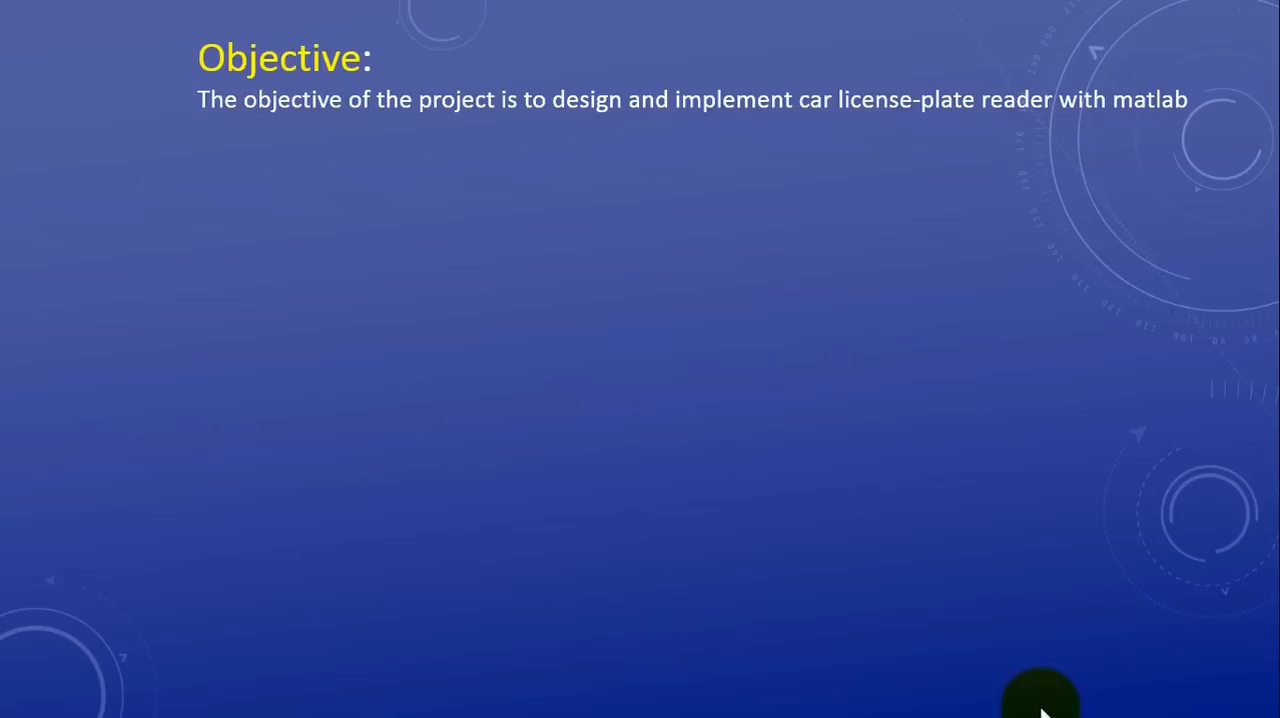 Objective:
The objective of the project is to design and implement car license-plate reader with matlab